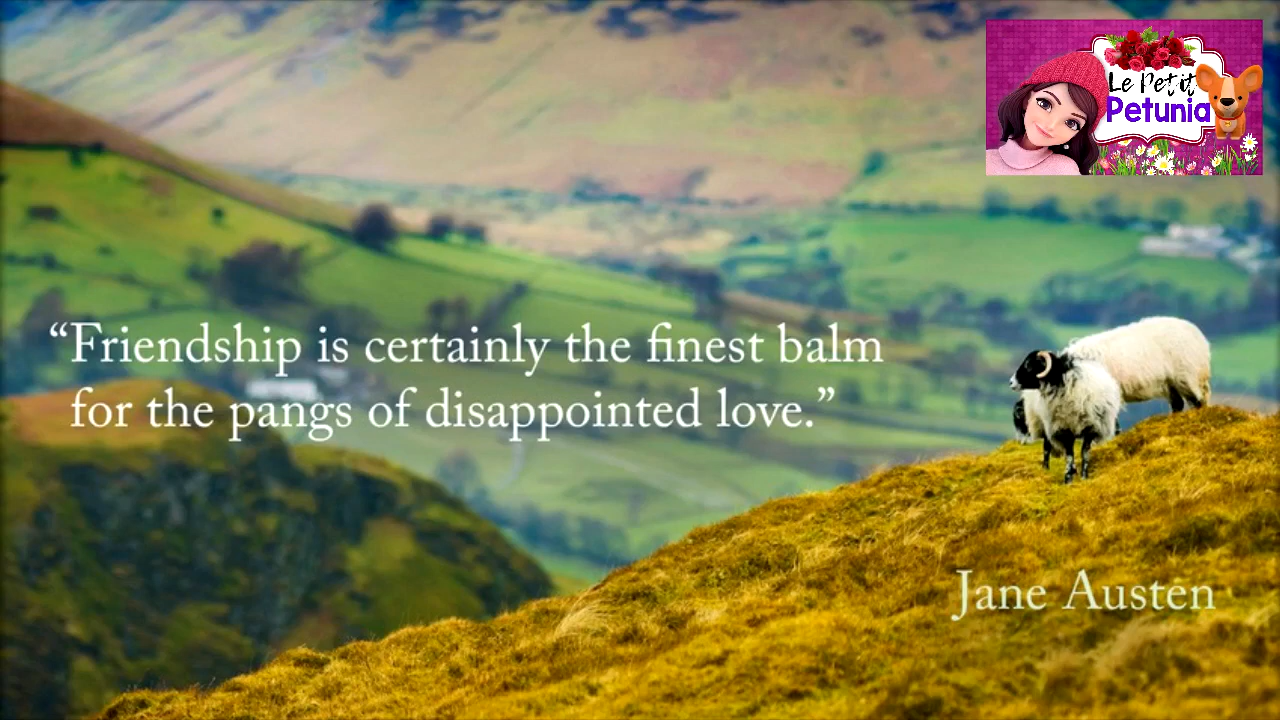 Le Petit
Petunia
“Friendship is certainly the finest balm
for the pangs of disappointed love.”
Jane Austen